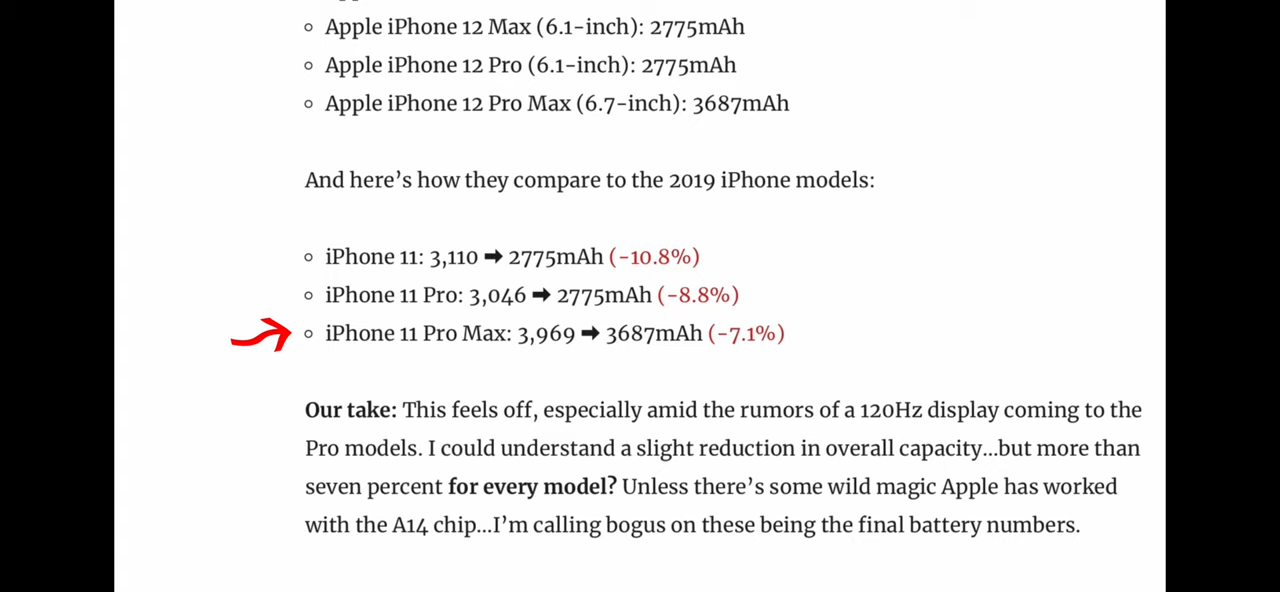 Apple iPhone 12 Max (6.1-inch): 2775mAh
Apple iPhone 12 Pro (6.1-inch): 2775mAh
Apple iPhone 12 Pro Max (6.7-inch): 3687mAh
And here’s how they compare to the 2019 iPhone models:
iPhone 11: 3,110 ➡ 2775mAh (-10.8%)
iPhone 11 Pro: 3,046 ➡ 2775mAh (-8.8%)
iPhone 11 Pro Max: 3,969 ➡ 3687mAh (-7.1%)
Our take: This feels off, especially amid the rumors of a 120Hz display coming to the
Pro models. I could understand a slight reduction in overall capacity...but more than
seven percent for every model? Unless there’s some wild magic Apple has worked
with the A14 chip...I’m calling bogus on these being the final battery numbers.